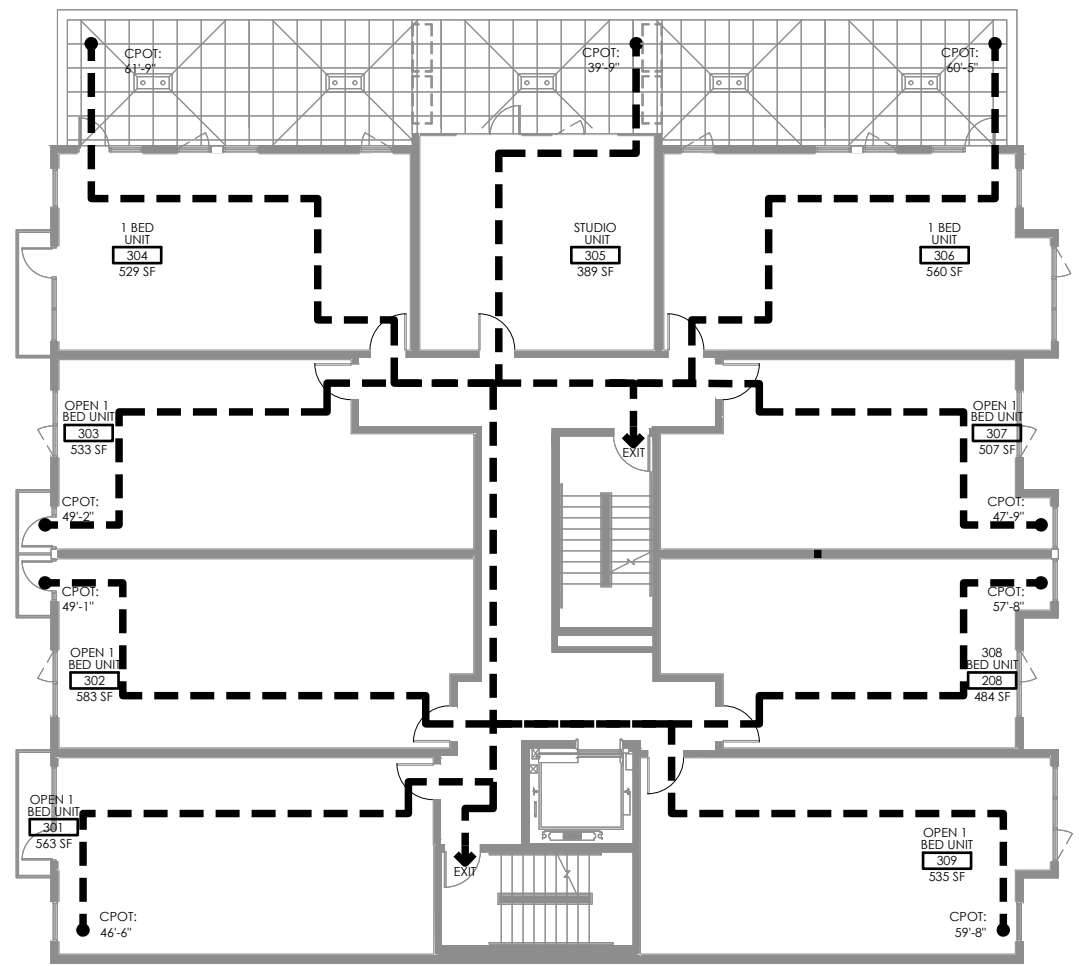 CPOT:
61'-9"
CPOT:
39'-9"
CPOT:
60'-5"
1 BED
UNIT
304
529 SF
STUDIO
UNIT
305
389 SF
1 BED
UNIT
306
560 SF
OPEN 1
BED UNIT
303
533 SF
OPEN 1
BED UNIT
307
507 SF
EXIT
CPOT:
49'-2"
CPOT:
47'-9"
CPOT:
49'-1"
CPOT:
57'-8"
OPEN 1
BED UNIT
302
583 SF
308
BED UNIT
208
484 SF
OPEN 1
BED UNIT
301
563 SF
OPEN 1
BED UNIT
309
535 SF
EXIT
CPOT:
46'-6"
CPOT:
59'-8"